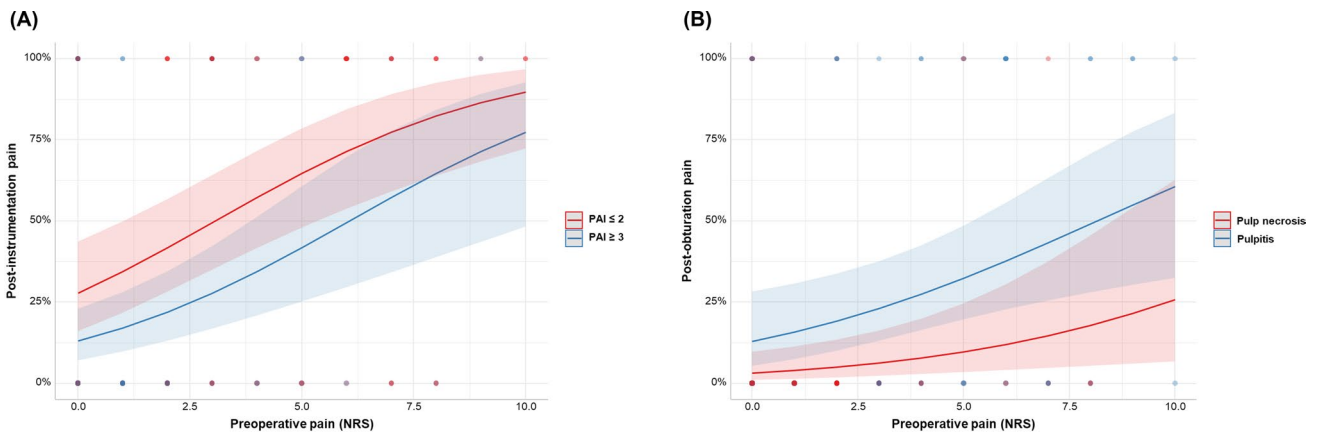 (A)
100%
75%
50%
25%
0%
Post-instrumentation pain
0.0 2.5 5.0 7.5 10.0
Preoperative pain (NRS)
PAI ≤ 2
PAI ≥ 3
(B)
100%
75%
50%
25%
0%
Post-obturation pain
0.0 2.5 5.0 7.5 10.0
Preoperative pain (NRS)
Pulp necrosis
Pulpitis